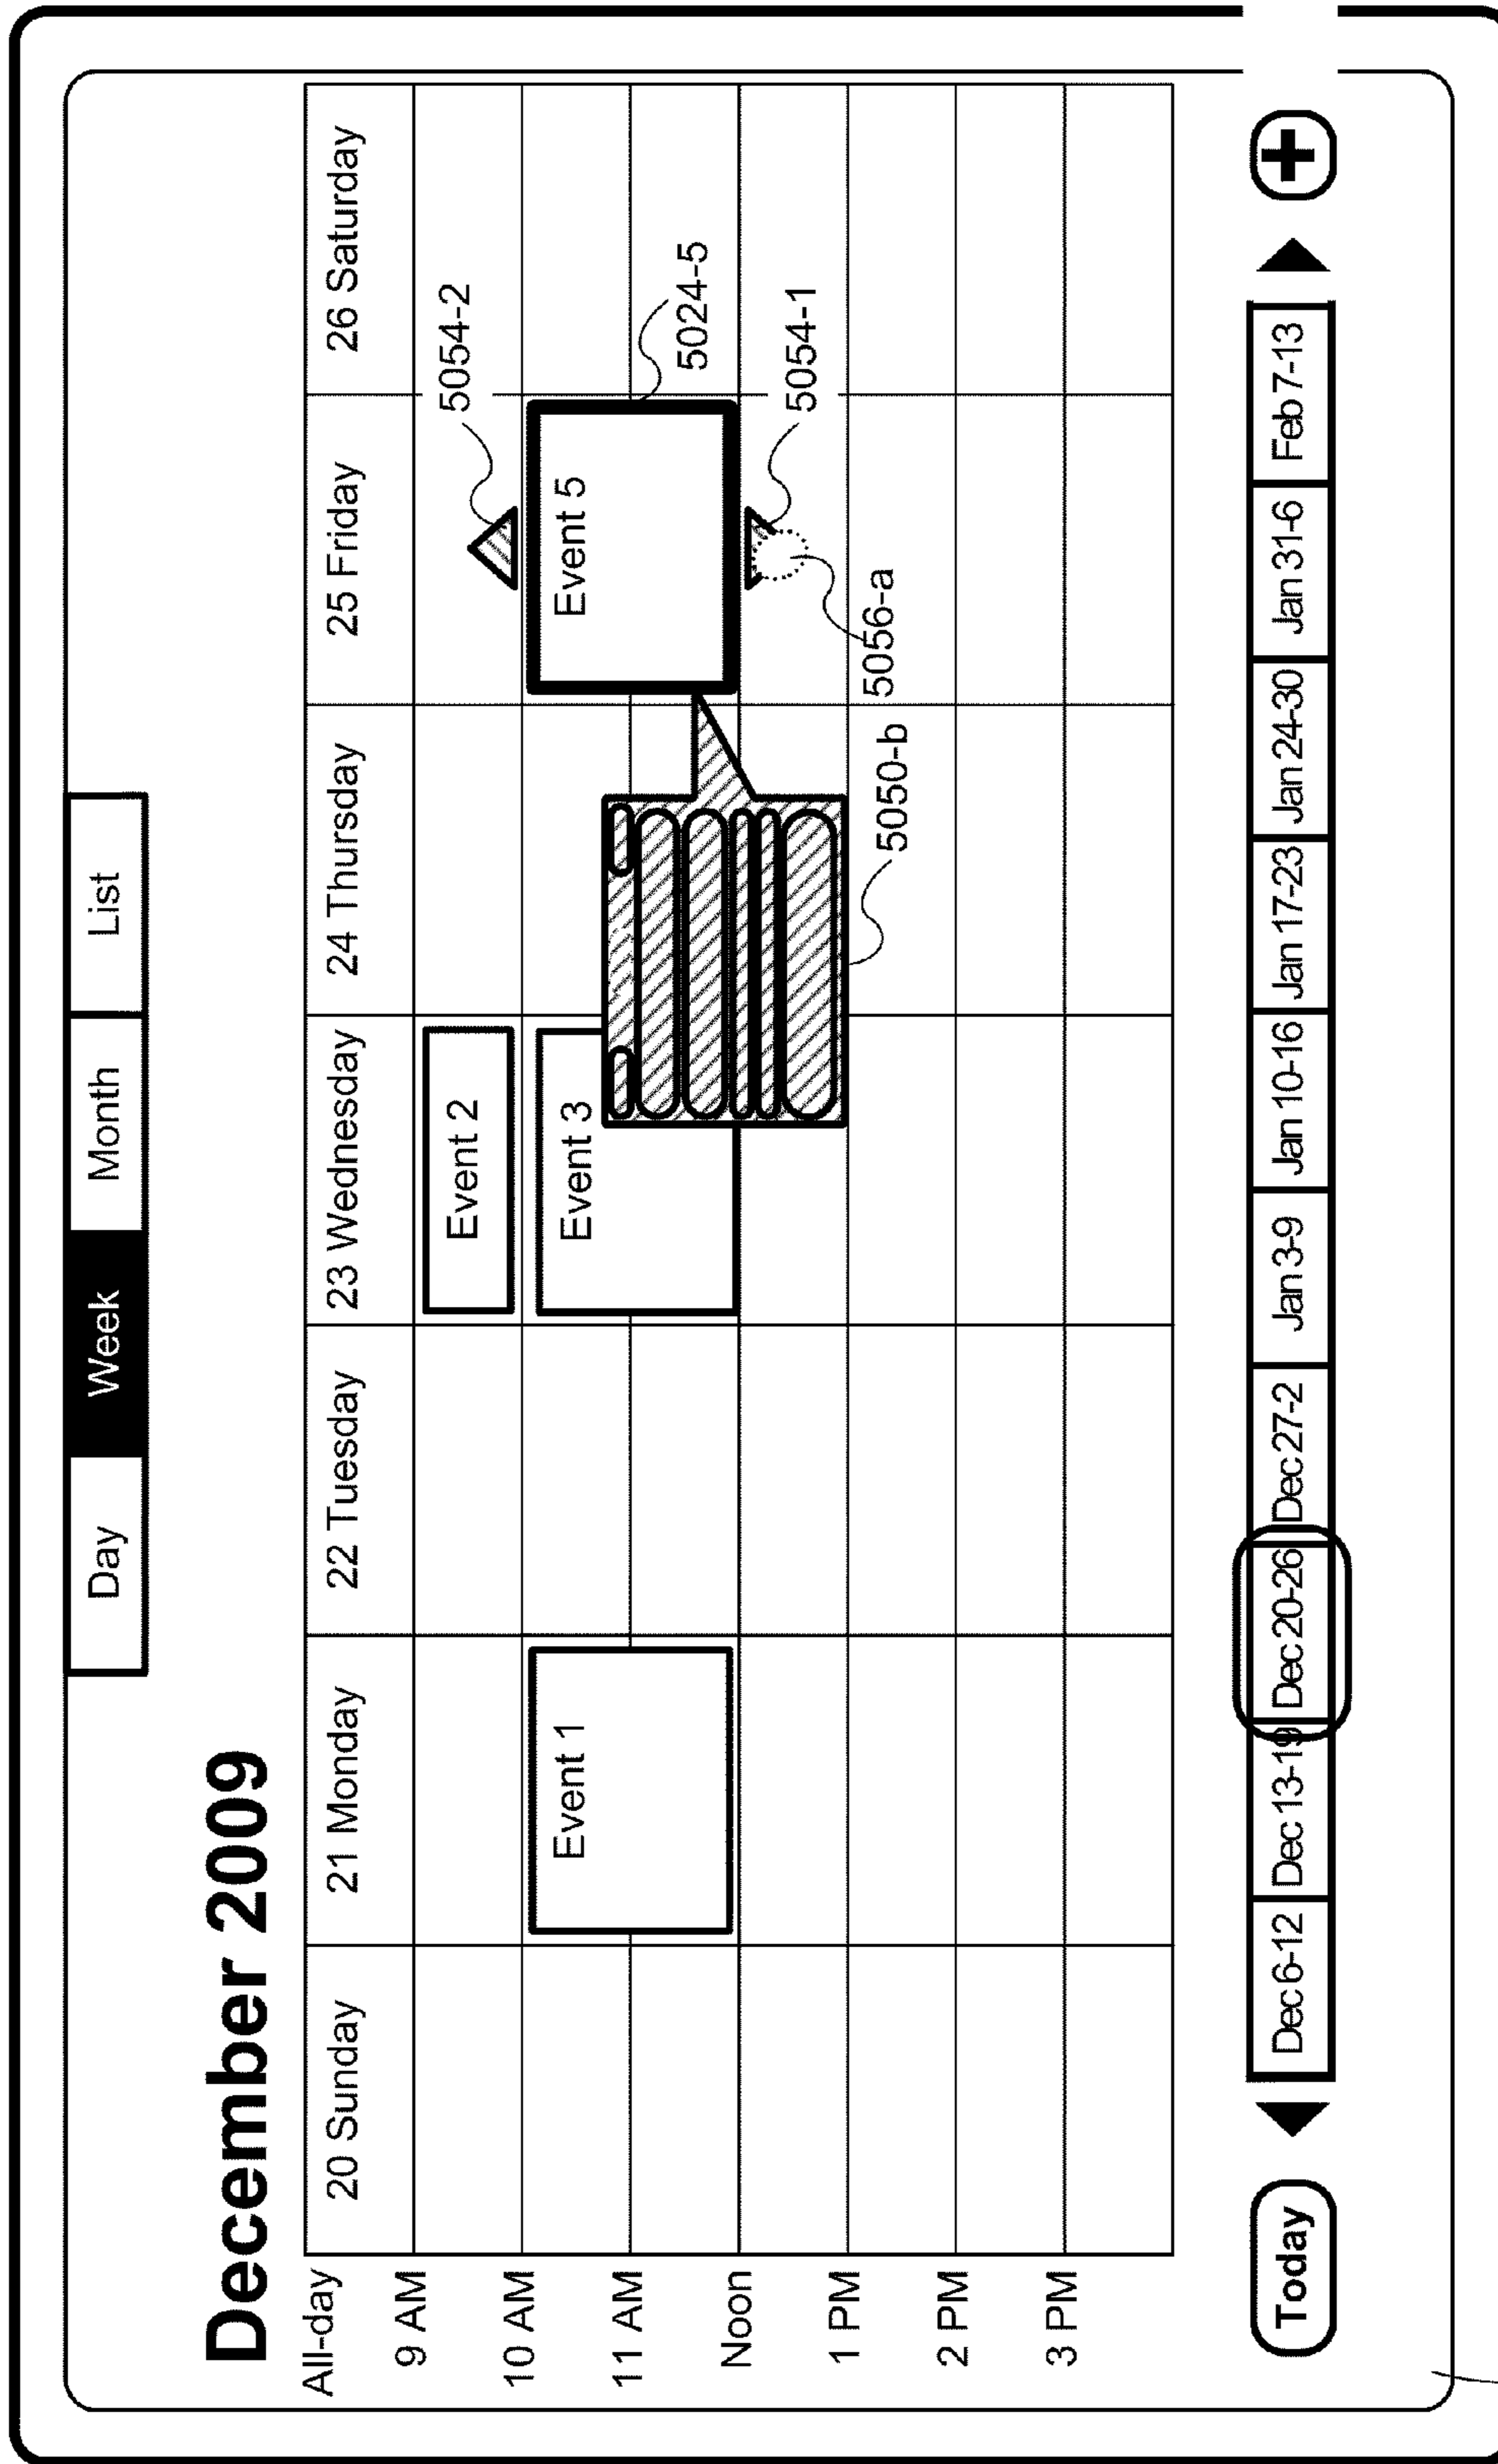 Day Week Month List
December 2009
All-day 20 Sunday 21 Monday 22 Tuesday 23 Wednesday 24 Thursday 25 Friday 26 Saturday
9 AM
Event 2
5054-2
10 AM
Event 1
Event 3
Event 5
11 AM
5024-5
Noon
5054-1
5056-a
1 PM
5050-b
2 PM
3 PM
Today Dec 6-12 Dec 13-19 Dec 20-26 Dec 27-2 Jan 3-9 Jan 10-16 Jan 17-23 Jan 24-30 Jan 31-6 Feb 7-13 +